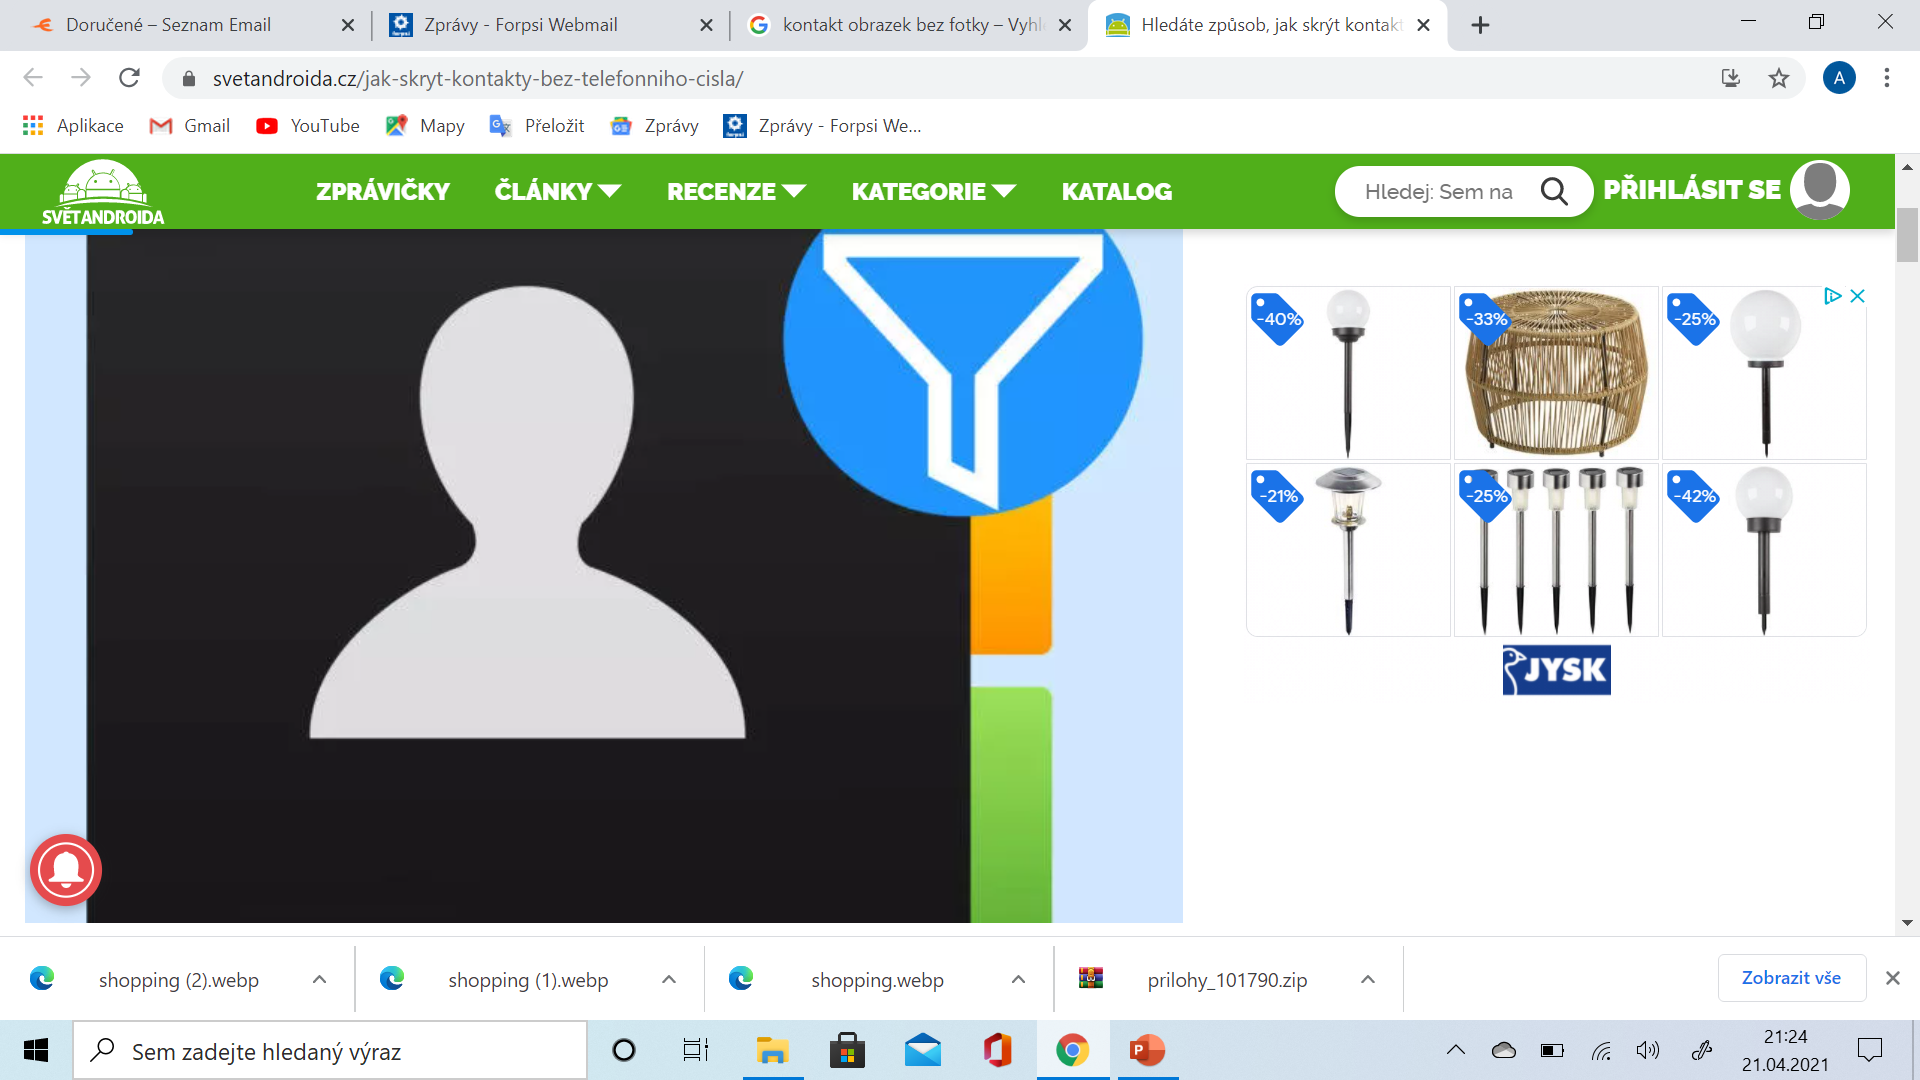 Doručené – Seznam Email
Zprávy - Forpsi Webmail
kontakt obrazek bez fotky – Vyhl
Hledáte způsob, jak skrýt kontakt
svetandroida.cz/jak-skryt-kontakty-bez-telefonniho-cisla/
A
Aplikace
Gmail
YouTube
Mapy
Přeložit
Zprávy
Zprávy - Forpsi We...
SVĚTANDROIDA
ZPRÁVIČKY
ČLÁNKY
RECENZE
KATEGORIE
KATALOG
Hledej: Sem na
PŘIHLÁSIT SE
-40%
-33%
-25%
-21%
-25%
-42%
JYSK
shopping (2).webp
shopping (1).webp
shopping.webp
prilohy_101790.zip
Zobrazit vše
Sem zadejte hledaný výraz
21:24
21.04.2021